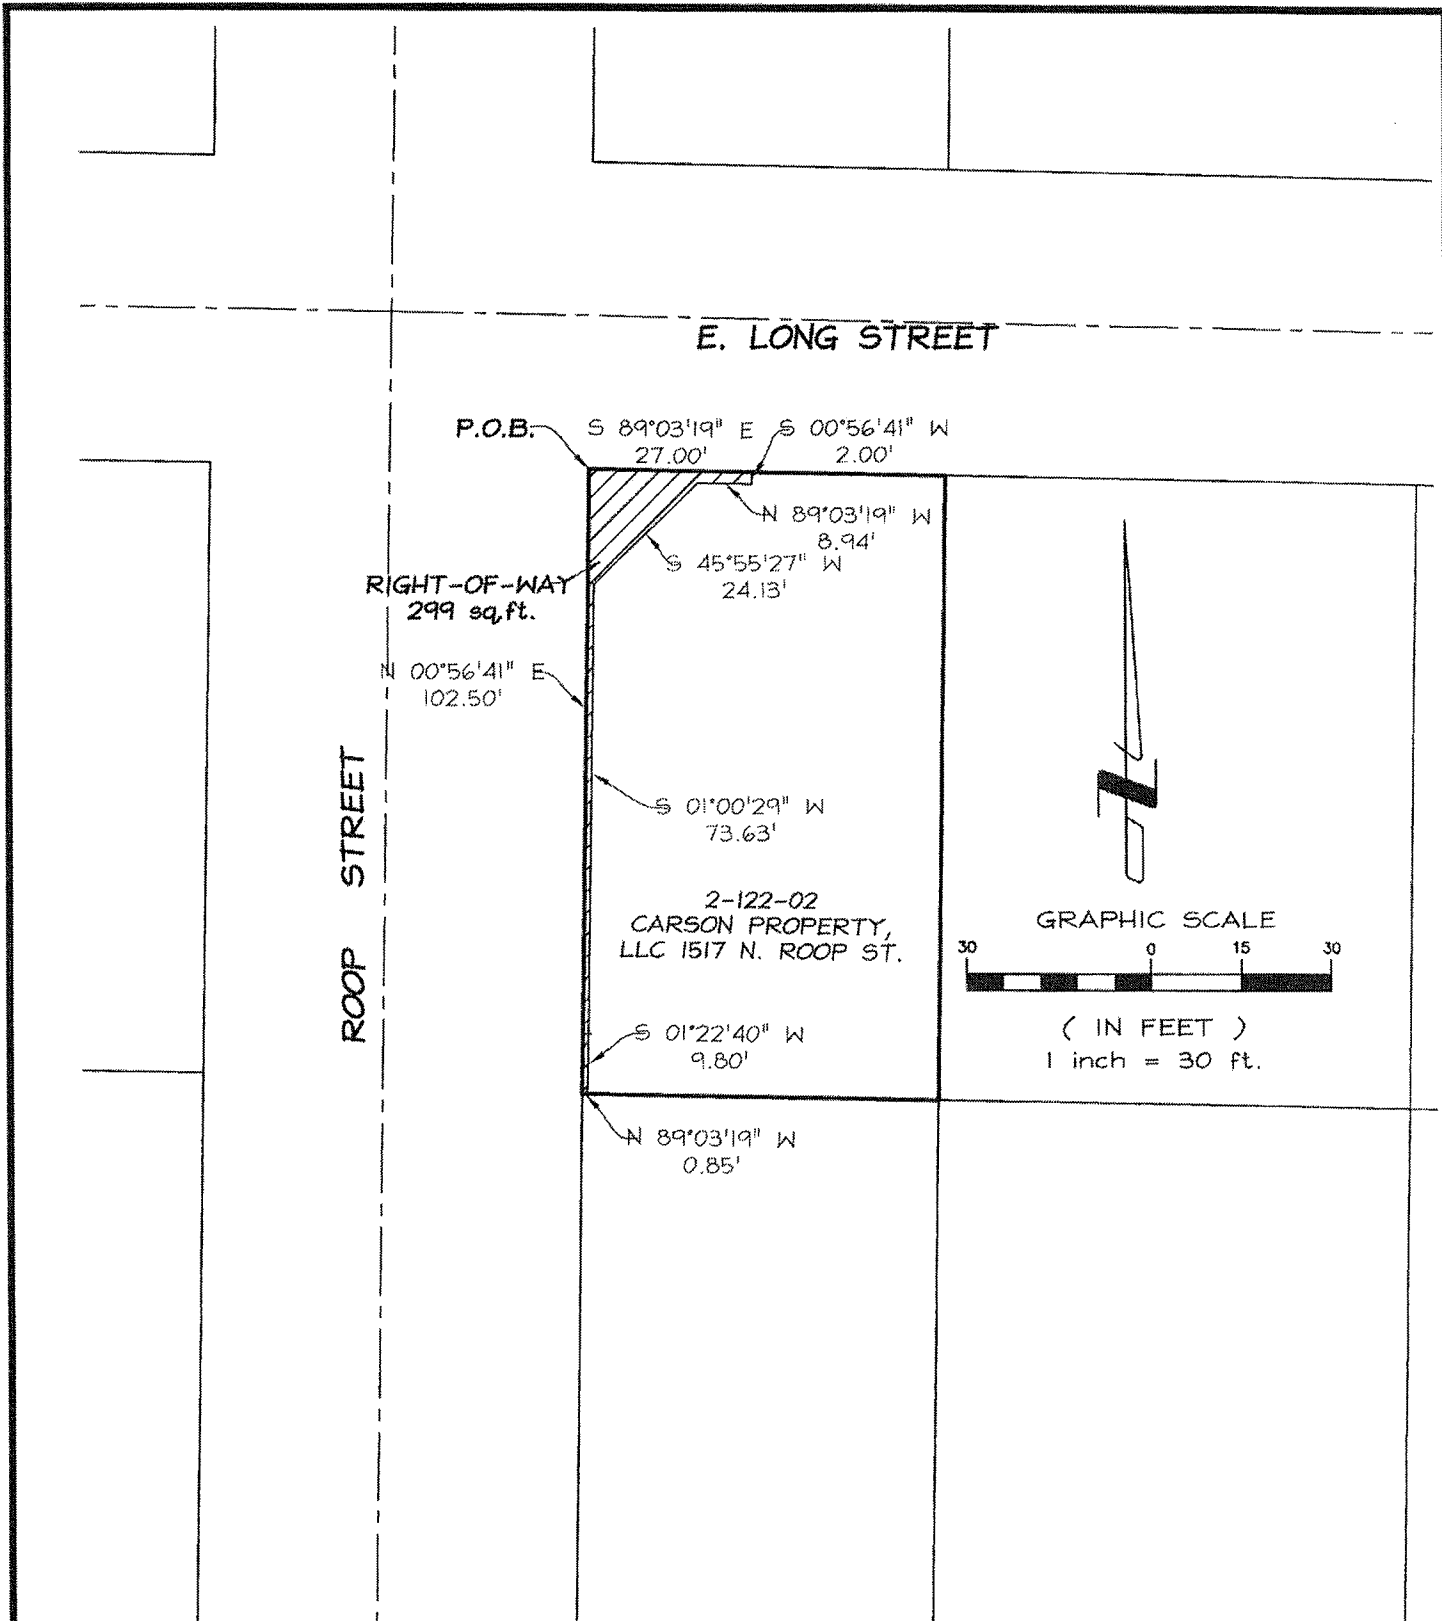 E. LONG STREET
P.O.B.
S 89°03'19" E
27.00'
S 00°56'41" W
2.00'
N 89°03'19" W
8.94'
S 45°55'27" W
24.13'
RIGHT-OF-WAY
299 sq.ft.
N 00°56'41" E
102.50'
ROOP STREET
S 01°00'29" W
73.63'
2-122-02
CARSON PROPERTY,
LLC 1517 N. ROOP ST.
S 01°22'40" W
9.80'
N 89°03'19" W
0.85'
N
GRAPHIC SCALE
30 0 15 30
( IN FEET )
1 inch = 30 ft.